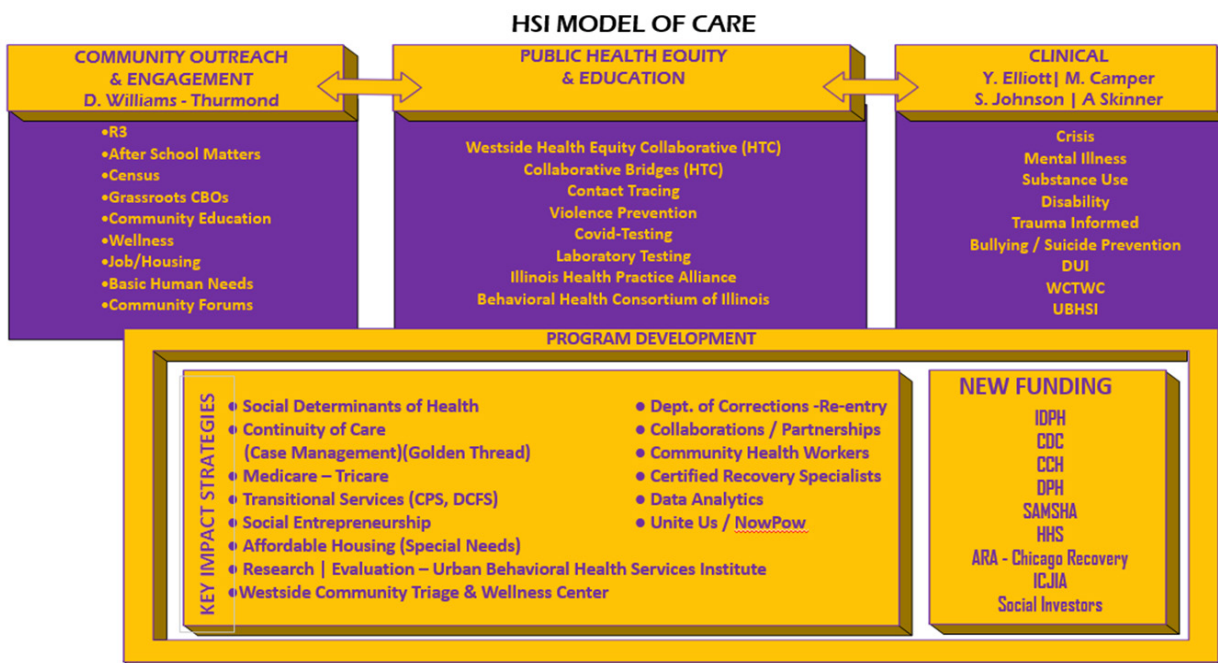 HSI MODEL OF CARE
COMMUNITY OUTREACH
& ENGAGEMENT
D. Williams - Thurmond
•R3
•After School Matters
•Census
•Grassroots CBOs
•Community Education
•Wellness
•Job/Housing
•Basic Human Needs
•Community Forums
PUBLIC HEALTH EQUITY
& EDUCATION
Westside Health Equity Collaborative (HTC)
Collaborative Bridges (HTC)
Contact Tracing
Violence Prevention
Covid-Testing
Laboratory Testing
Illinois Health Practice Alliance
Behavioral Health Consortium of Illinois
CLINICAL
Y. Elliott| M. Camper
S. Johnson | A Skinner
Crisis
Mental Illness
Substance Use
Disability
Trauma Informed
Bullying / Suicide Prevention
DUI
WCTWC
UBHSI
PROGRAM DEVELOPMENT
KEY IMPACT STRATEGIES
● Social Determinants of Health
● Continuity of Care
(Case Management)(Golden Thread)
● Medicare – Tricare
● Transitional Services (CPS, DCFS)
● Social Entrepreneurship
● Affordable Housing (Special Needs)
● Research | Evaluation – Urban Behavioral Health Services Institute
● Westside Community Triage & Wellness Center
● Dept. of Corrections -Re-entry
● Collaborations / Partnerships
● Community Health Workers
● Certified Recovery Specialists
● Data Analytics
● Unite Us / NowPow
NEW FUNDING
IDPH
CDC
CCH
DPH
SAMSHA
HHS
ARA - Chicago Recovery
ICJIA
Social Investors